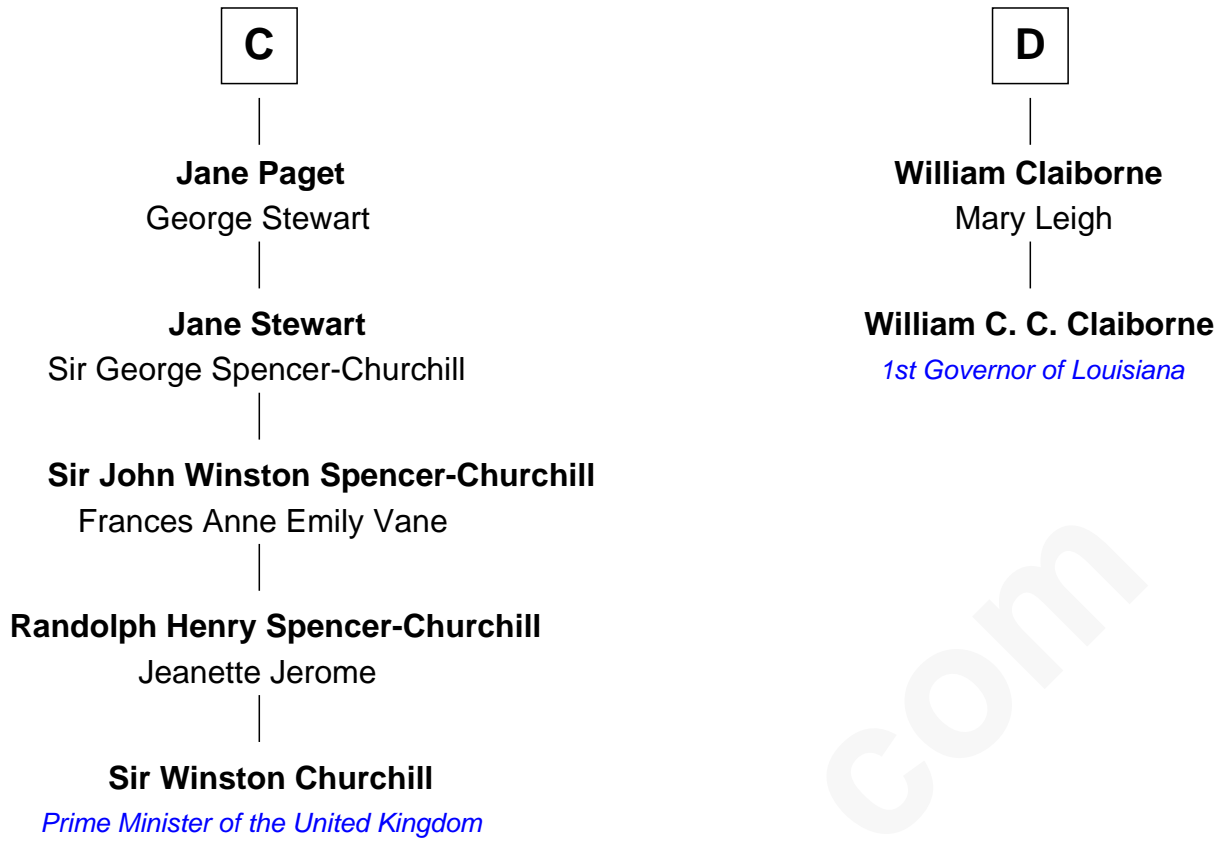 C
Jane Paget
George Stewart
Jane Stewart
Sir George Spencer-Churchill
Sir John Winston Spencer-Churchill
Frances Anne Emily Vane
Randolph Henry Spencer-Churchill
Jeanette Jerome
Sir Winston Churchill
Prime Minister of the United Kingdom
D
William Claiborne
Mary Leigh
William C. C. Claiborne
1st Governor of Louisiana
com